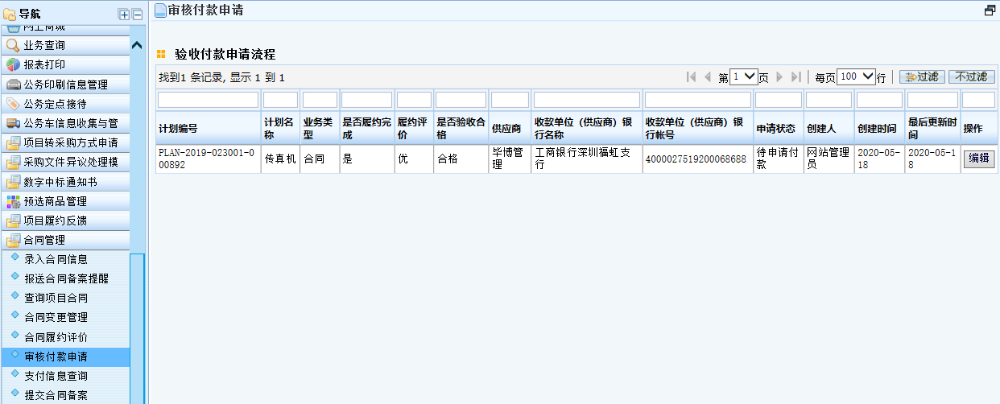 导航
审核付款申请
网上商城
业务查询
报表打印
公务印刷信息管理
公务定点接待
公务车信息收集与管
项目转采购方式申请
采购文件异议处理模
数字中标通知书
预选商品管理
项目履约反馈
合同管理
录入合同信息
报送合同备案提醒
查询项目合同
合同变更管理
合同履约评价
审核付款申请
支付信息查询
提交合同备案
验收付款申请流程
找到1 条记录, 显示 1 到 1
第 1 页 每页 100 行 过滤 不过滤
计划编号
计划名
称
业务类
型
是否履约完
成
履约评
价
是否验收合
格
供应商
收款单位（供应商）银
行名称
收款单位（供应商）银
行帐号
申请状态
创建人
创建时间
最后更新时
间
操作
PLAN-2019-023001-0
00892
传真机
合同
是
优
合格
毕博管
理
工商银行深圳福虹支
行
4000027519200068688
待申请付
款
网站管理
员
2020-05-
18
2020-05-1
8
编辑